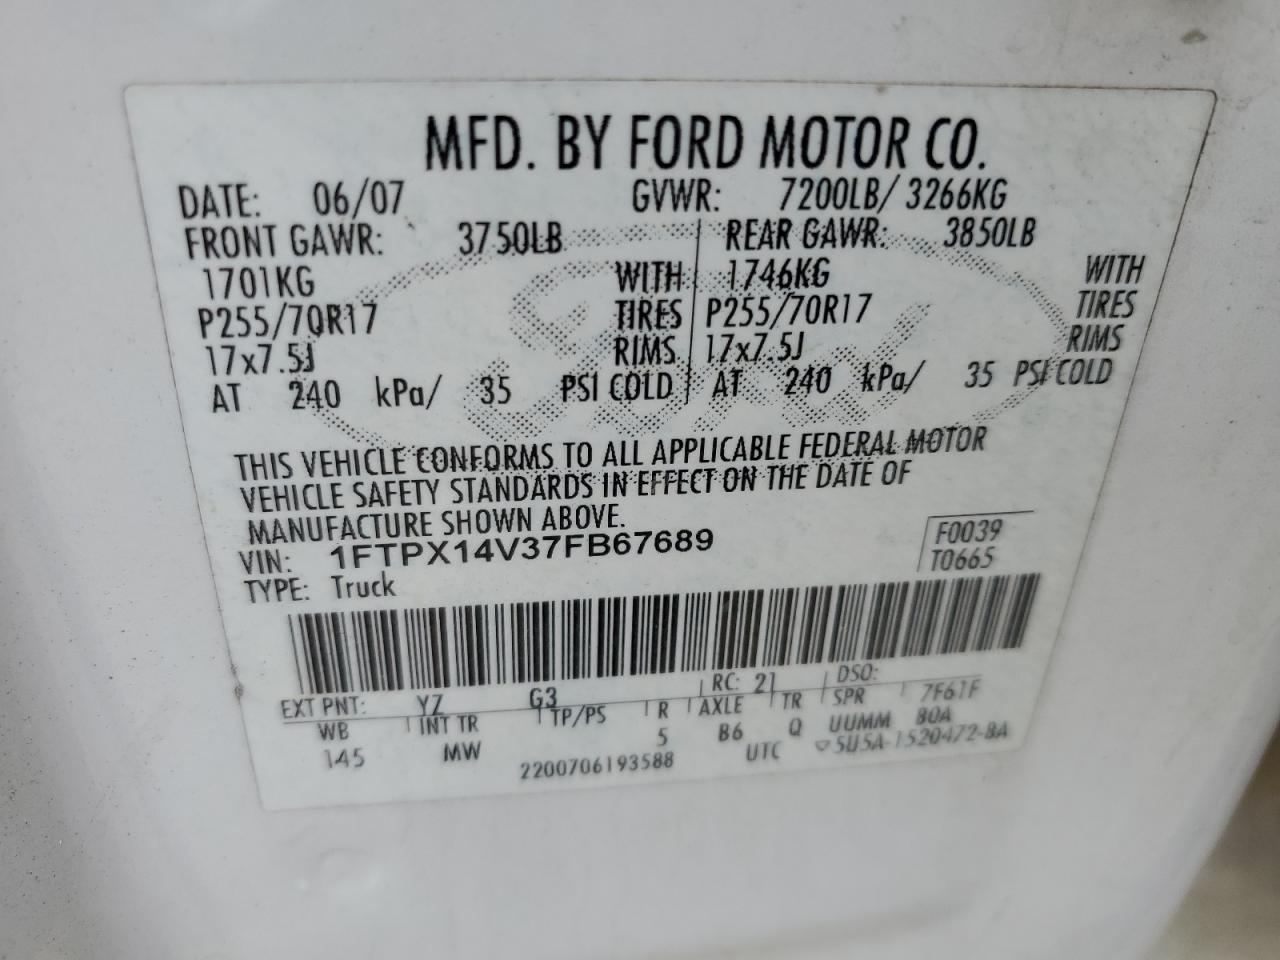 MFD. BY FORD MOTOR CO.
DATE: 06/07 GVWR: 7200LB/ 3266KG
FRONT GAWR: 3750LB REAR GAWR: 3850LB
1701KG WITH 1746KG WITH
P255/70R17 TIRES P255/70R17 TIRES
17x7.5J RIMS 17x7.5J RIMS
AT 240 kPa/ 35 PSI COLD AT 240 kPa/ 35 PSI COLD
THIS VEHICLE CONFORMS TO ALL APPLICABLE FEDERAL MOTOR
VEHICLE SAFETY STANDARDS IN EFFECT ON THE DATE OF
MANUFACTURE SHOWN ABOVE.
VIN: 1FTPX14V37FB67689 F0039
TYPE: Truck T0665
EXT PNT: YZ G3 RC: 21 DSO: 7F61F
WB INT TR TP/PS R AXLE TR SPR
145 MW 5 B6 Q UUMM 80A
2200706193588 UTC ▽5U5A-1520472-BA
Ford